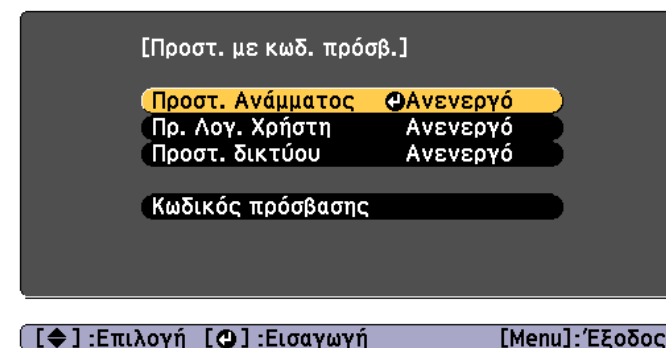 [Προστ. με κωδ. πρόσβ.]
Προστ. Ανάμματος Ανενεργό
Πρ. Λογ. Χρήστη Ανενεργό
Προστ. δικτύου Ανενεργό
Κωδικός πρόσβασης
[◆] :Επιλογή [⏎] :Εισαγωγή [Menu]:Έξοδος